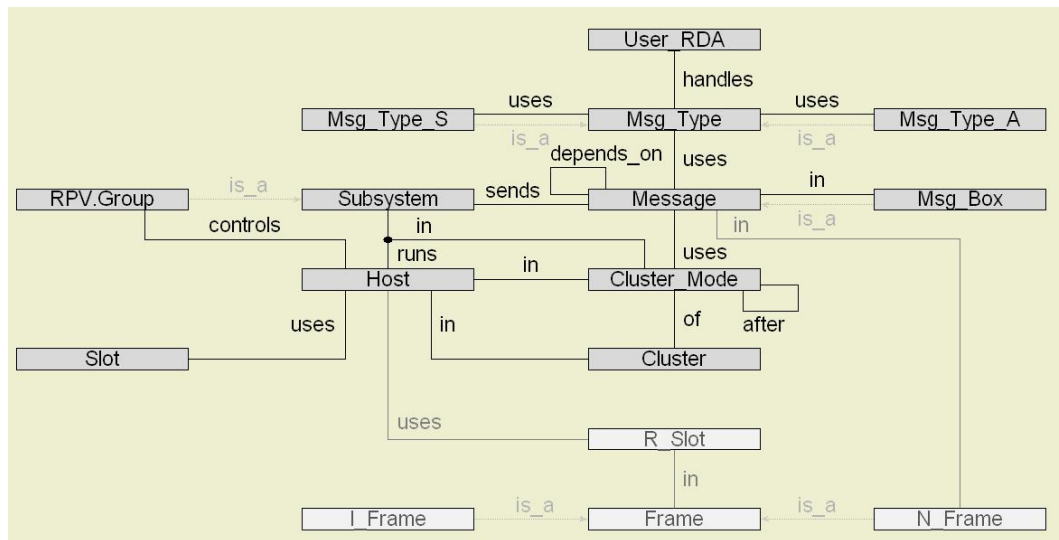 User_RDA
handles
uses
uses
Msg_Type_S
Msg_Type
Msg_Type_A
is_a
is_a
depends_on
uses
is_a
sends
in
RPV.Group
Subsystem
Message
Msg_Box
in
is_a
controls
in
runs
uses
in
Host
Cluster_Mode
uses
in
of
after
Slot
Cluster
uses
R_Slot
in
is_a
is_a
I_Frame
Frame
N_Frame